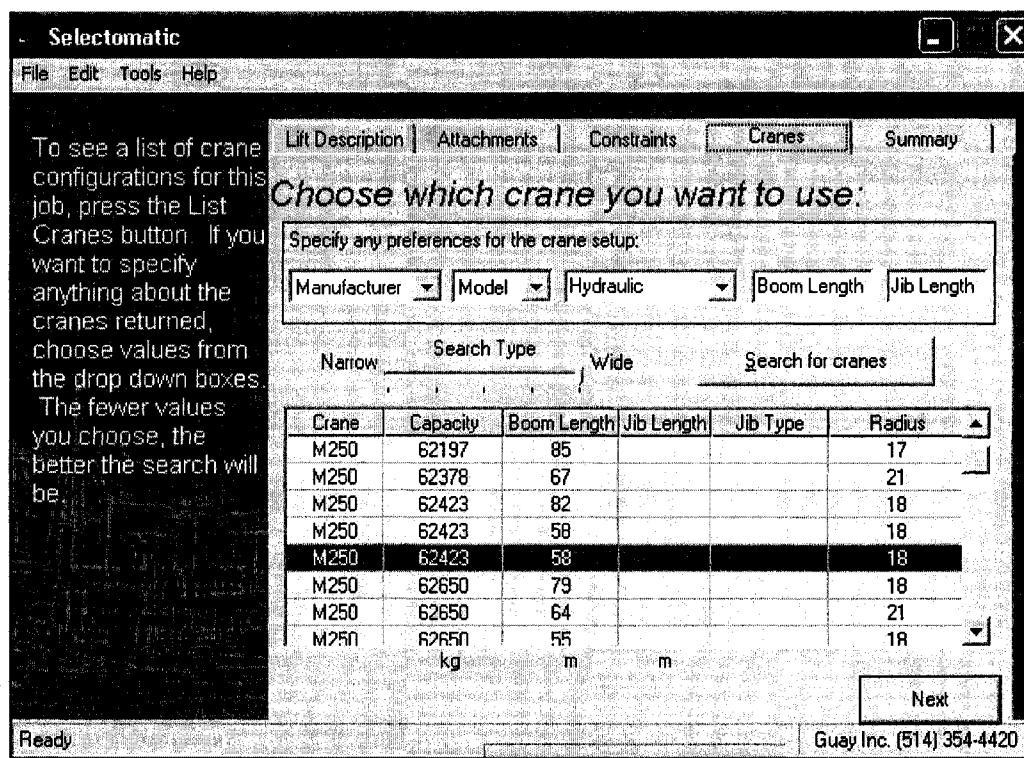 Selectomatic
File Edit Tools Help
To see a list of crane
configurations for this
job, press the List
Cranes button. If you
want to specify
anything about the
cranes returned,
choose values from
the drop down boxes.
The fewer values
you choose, the
better the search will
be.
Lift Description Attachments Constraints Cranes Summary
Choose which crane you want to use:
Specify any preferences for the crane setup:
Manufacturer Model Hydraulic Boom Length Jib Length
Narrow Search Type Wide Search for cranes
Crane Capacity Boom Length Jib Length Jib Type Radius
M250 62197 85 17
M250 62378 67 21
M250 62423 82 18
M250 62423 58 18
M250 62423 58 18
M250 62650 79 18
M250 62650 64 21
M250 62650 55 18
kg m m
Next
Ready Guay Inc. (514) 354-4420